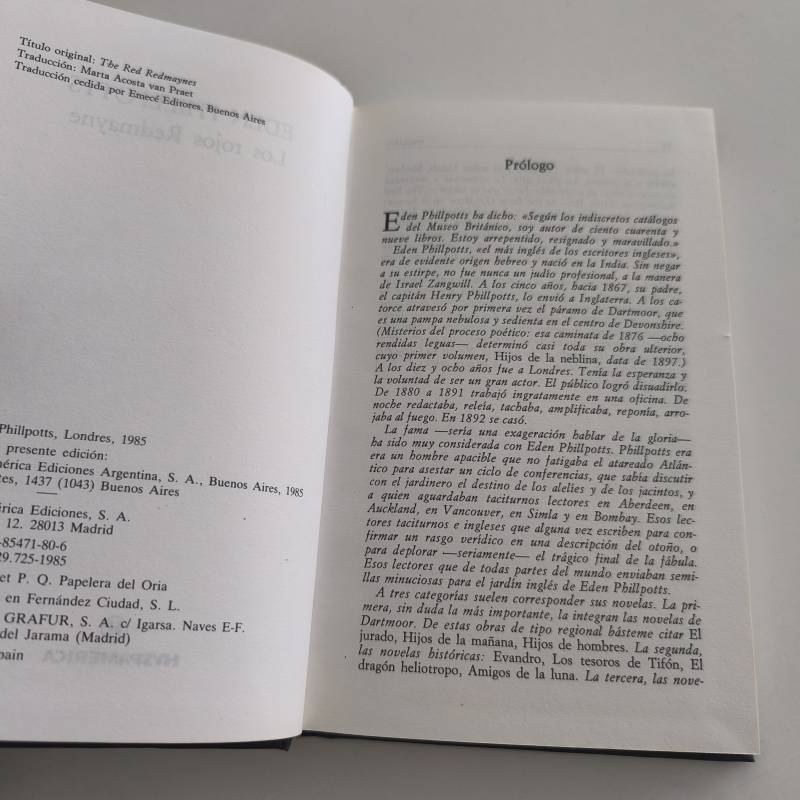 Título original: The Red Redmaynes
Traducción: Marta Acosta van Praet
Traducción cedida por Emecé Editores, Buenos Aires
Phillpotts, Londres, 1985
presente edición:
mérica Ediciones Argentina, S. A., Buenos Aires, 1985
tes, 1437 (1043) Buenos Aires
érica Ediciones, S. A.
12. 28013 Madrid
-85471-80-6
29.725-1985
et P. Q. Papelera del Oria
en Fernández Ciudad, S. L.
GRAFUR, S. A. c/ Igarsa. Naves E-F.
del Jarama (Madrid)
pain
Prólogo
Eden Phillpotts ha dicho: «Según los indiscretos catálogos
del Museo Británico, soy autor de ciento cuarenta y
nueve libros. Estoy arrepentido, resignado y maravillado.»
Eden Phillpotts, «el más inglés de los escritores ingleses»,
era de evidente origen hebreo y nació en la India. Sin negar
a su estirpe, no fue nunca un judío profesional, a la manera
de Israel Zangwill. A los cinco años, hacia 1867, su padre,
el capitán Henry Phillpotts, lo envió a Inglaterra. A los ca-
torce atravesó por primera vez el páramo de Dartmoor, que
es una pampa nebulosa y sedienta en el centro de Devonshire.
(Misterios del proceso poético: esa caminata de 1876 —ocho
rendidas leguas— determinó casi toda su obra ulterior,
cuyo primer volumen, Hijos de la neblina, data de 1897.)
A los diez y ocho años fue a Londres. Tenía la esperanza y
la voluntad de ser un gran actor. El público logró disuadirlo.
De 1880 a 1891 trabajó ingratamente en una oficina. De
noche redactaba, releía, tachaba, amplificaba, reponía, arro-
jaba al fuego. En 1892 se casó.
La fama —sería una exageración hablar de la gloria—
ha sido muy considerada con Eden Phillpotts. Phillpotts era
era un hombre apacible que no fatigaba el atareado Atlán-
tico para asestar un ciclo de conferencias, que sabía discutir
con el jardinero el destino de los alelíes y de los jacintos, y
a quien aguardaban taciturnos lectores en Aberdeen, en
Auckland, en Vancouver, en Simla y en Bombay. Esos lec-
tores taciturnos e ingleses que alguna vez escriben para con-
firmar un rasgo verídico en una descripción del otoño, o
para deplorar —seriamente— el trágico final de la fábula.
Esos lectores que de todas partes del mundo enviaban semi-
llas minuciosas para el jardín inglés de Eden Phillpotts.
A tres categorías suelen corresponder sus novelas. La pri-
mera, sin duda la más importante, la integran las novelas de
Dartmoor. De estas obras de tipo regional básteme citar El
jurado, Hijos de la mañana, Hijos de hombres. La segunda,
las novelas históricas: Evandro, Los tesoros de Tifón, El
dragón heliotropo, Amigos de la luna. La tercera, las nove-